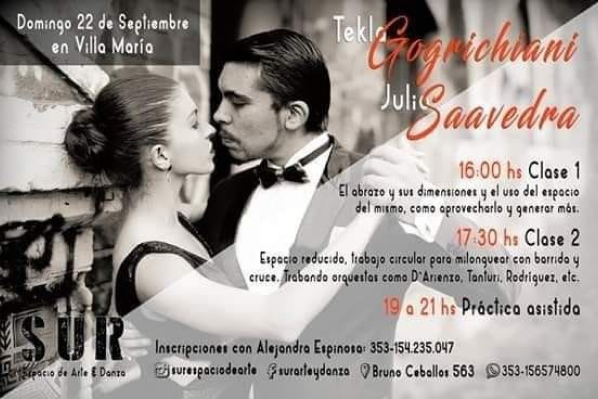 Domingo 22 de Septiembre
en Villa María
Tekla
Gogrichiani
Julio
Saavedra
16:00 hs Clase 1
El abrazo y sus dimensiones y el uso del espacio
del mismo, como aprovecharlo y generar más.
17:30 hs Clase 2
Espacio reducido, trabajo circular para milonguear con barrida y
cruce. Trabando orquestas como D'Arienzo, Tanturi, Rodríguez, etc.
19 a 21 hs Práctica asistida
SUR
Espacio de Arte & Danza
Inscripciones con Alejandra Espinosa: 353-154.235.047
@surespaciodearte surarteydanza Bruno Ceballos 563 353-156574800